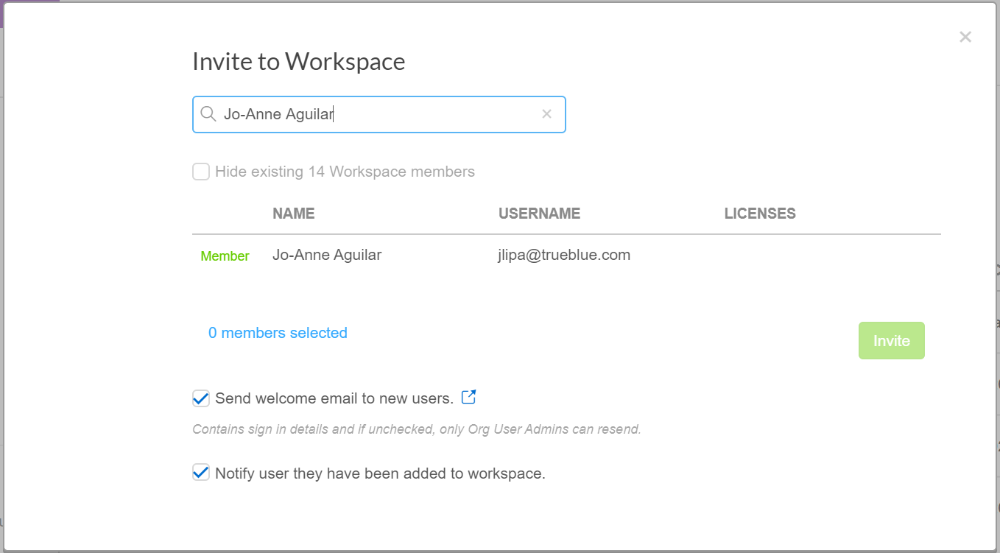 Invite to Workspace
Jo-Anne Aguilar
Hide existing 14 Workspace members
NAME USERNAME LICENSES
Member Jo-Anne Aguilar jlipa@trueblue.com
0 members selected
Invite
Send welcome email to new users.
Contains sign in details and if unchecked, only Org User Admins can resend.
Notify user they have been added to workspace.